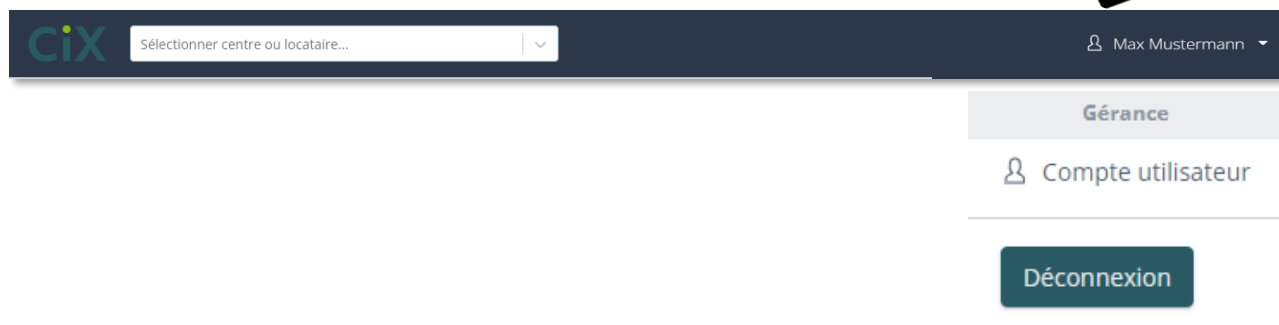 CiX
Sélectionner centre ou locataire...
Max Mustermann
Gérance
Compte utilisateur
Déconnexion